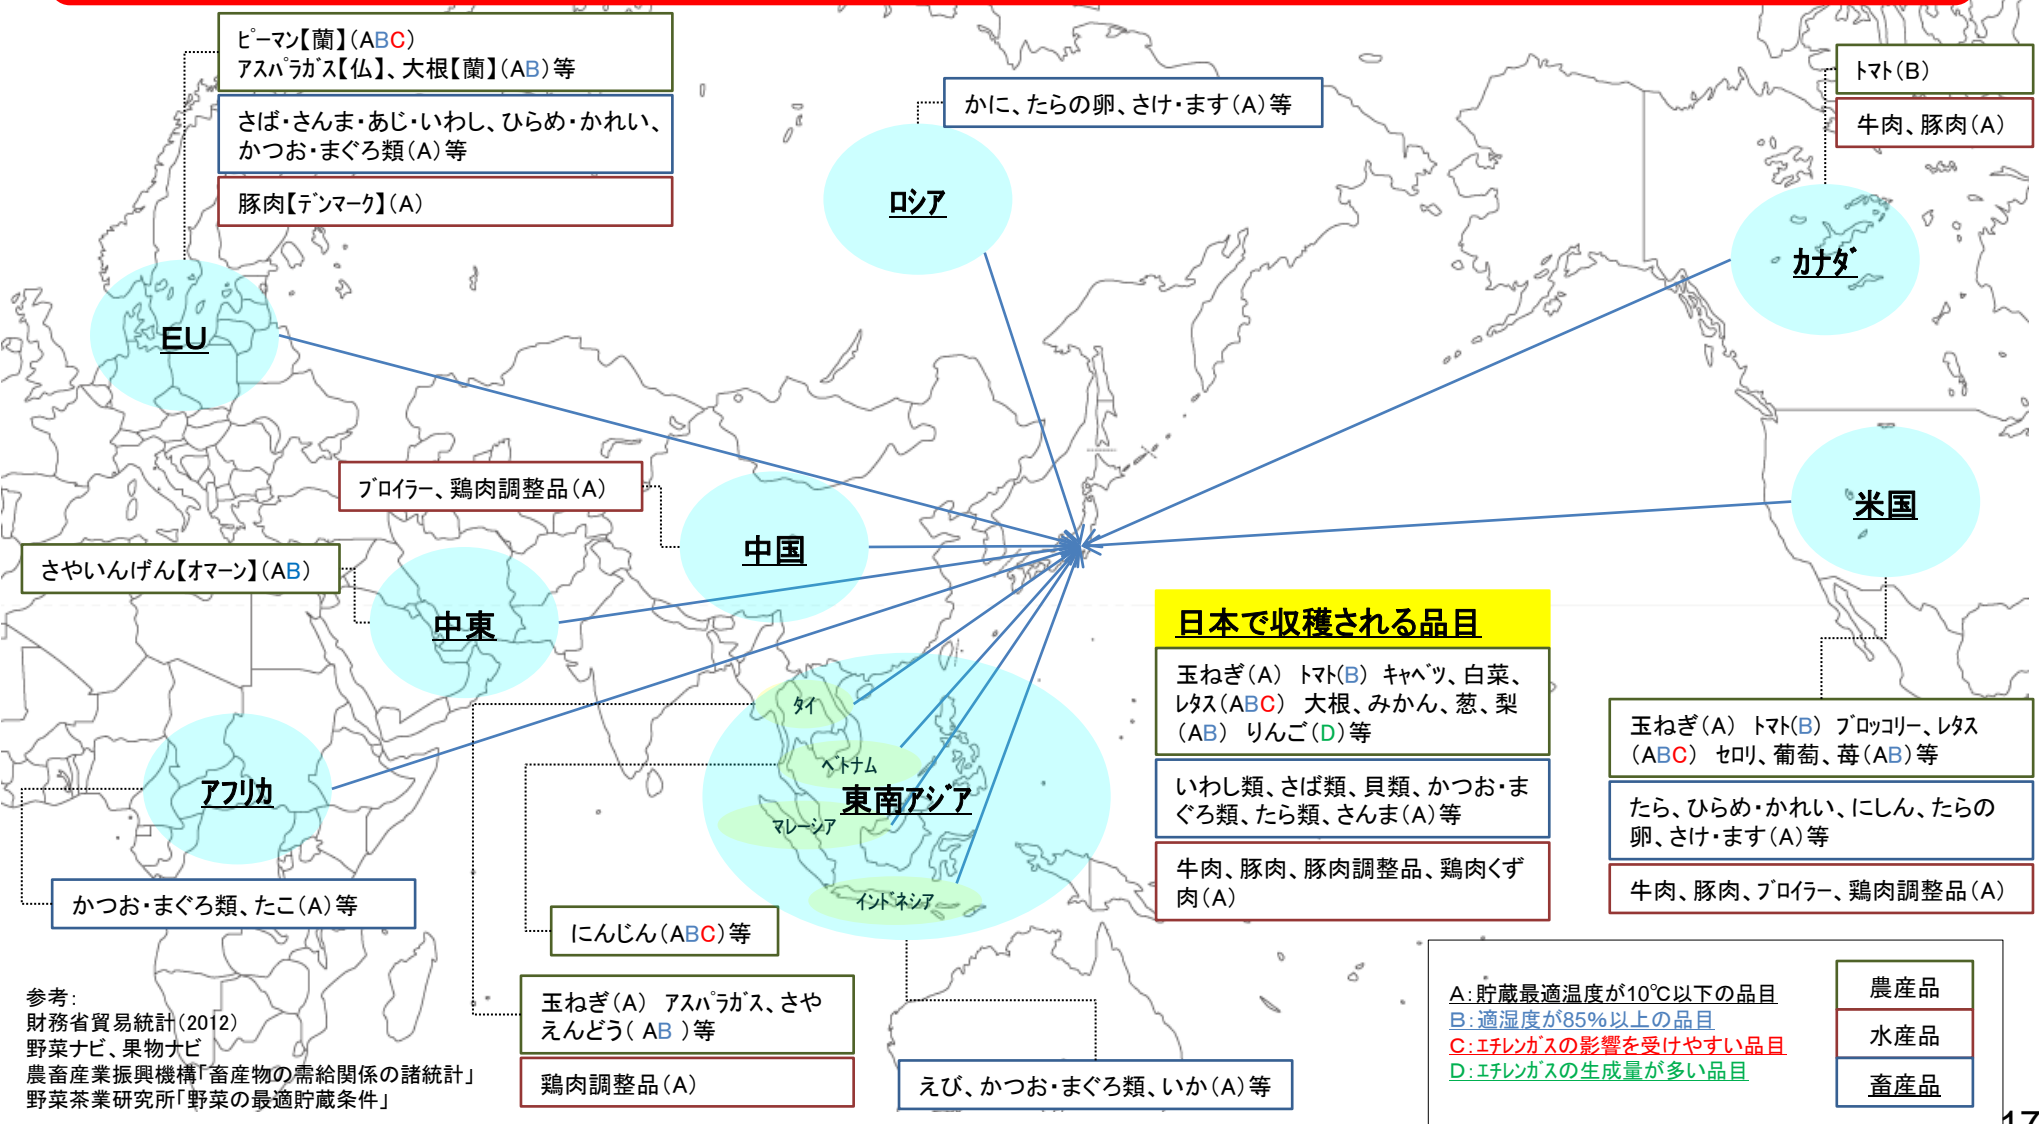 ピーマン【蘭】(ABC)
アスパラガス【仏】、大根【蘭】(AB)等
さば・さんま・あじ・いわし、ひらめ・かれい、
かつお・まぐろ類(A)等
豚肉【デンマーク】(A)
EU
かに、たらの卵、さけ・ます(A)等
ロシア
トマト(B)
牛肉、豚肉(A)
カナダ
ブロイラー、鶏肉調整品(A)
中国
米国
さやいんげん【オマーン】(AB)
中東
アフリカ
かつお・まぐろ類、たこ(A)等
タイ
ベトナム
東南アジア
マレーシア
インドネシア
にんじん(ABC)等
玉ねぎ(A) アスパラガス、さや
えんどう( AB )等
鶏肉調整品(A)
えび、かつお・まぐろ類、いか(A)等
日本で収穫される品目
玉ねぎ(A) トマト(B) キャベツ、白菜、
レタス(ABC) 大根、みかん、葱、梨
(AB) りんご(D)等
いわし類、さば類、貝類、かつお・ま
ぐろ類、たら類、さんま(A)等
牛肉、豚肉、豚肉調整品、鶏肉くず
肉(A)
玉ねぎ(A) トマト(B) ブロッコリー、レタス
(ABC) セロリ、葡萄、苺(AB)等
たら、ひらめ・かれい、にしん、たらの
卵、さけ・ます(A)等
牛肉、豚肉、ブロイラー、鶏肉調整品(A)
A:貯蔵最適温度が10℃以下の品目
B:適湿度が85%以上の品目
C:エチレンガスの影響を受けやすい品目
D:エチレンガスの生成量が多い品目
農産品
水産品
畜産品
参考:
財務省貿易統計(2012)
野菜ナビ、果物ナビ
農畜産業振興機構「畜産物の需給関係の諸統計」
野菜茶業研究所「野菜の最適貯蔵条件」
17